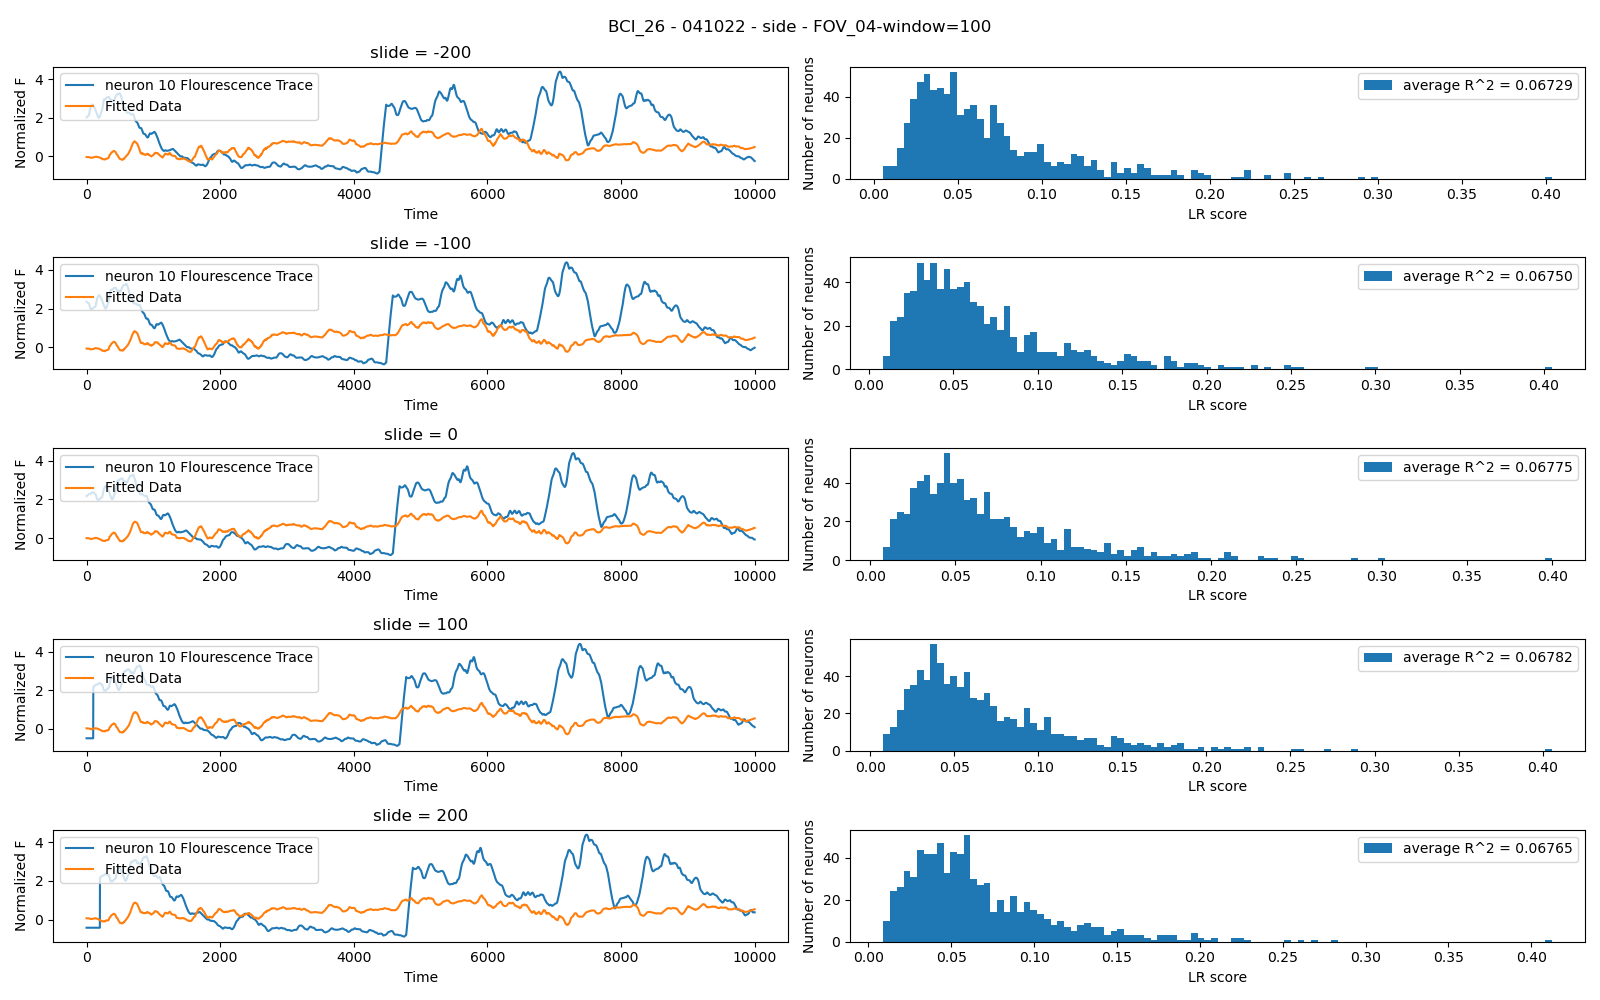 BCI_26 - 041022 - side - FOV_04-window=100
slide = -200
Normalized F
4
2
0
neuron 10 Flourescence Trace
Fitted Data
0 2000 4000 6000 8000 10000
Time
Number of neurons
40
20
0
average R^2 = 0.06729
0.00 0.05 0.10 0.15 0.20 0.25 0.30 0.35 0.40
LR score
slide = -100
Normalized F
4
2
0
neuron 10 Flourescence Trace
Fitted Data
0 2000 4000 6000 8000 10000
Time
Number of neurons
40
20
0
average R^2 = 0.06750
0.00 0.05 0.10 0.15 0.20 0.25 0.30 0.35 0.40
LR score
slide = 0
Normalized F
4
2
0
neuron 10 Flourescence Trace
Fitted Data
0 2000 4000 6000 8000 10000
Time
Number of neurons
40
20
0
average R^2 = 0.06775
0.00 0.05 0.10 0.15 0.20 0.25 0.30 0.35 0.40
LR score
slide = 100
Normalized F
4
2
0
neuron 10 Flourescence Trace
Fitted Data
0 2000 4000 6000 8000 10000
Time
Number of neurons
40
20
0
average R^2 = 0.06782
0.00 0.05 0.10 0.15 0.20 0.25 0.30 0.35 0.40
LR score
slide = 200
Normalized F
4
2
0
neuron 10 Flourescence Trace
Fitted Data
0 2000 4000 6000 8000 10000
Time
Number of neurons
40
20
0
average R^2 = 0.06765
0.00 0.05 0.10 0.15 0.20 0.25 0.30 0.35 0.40
LR score